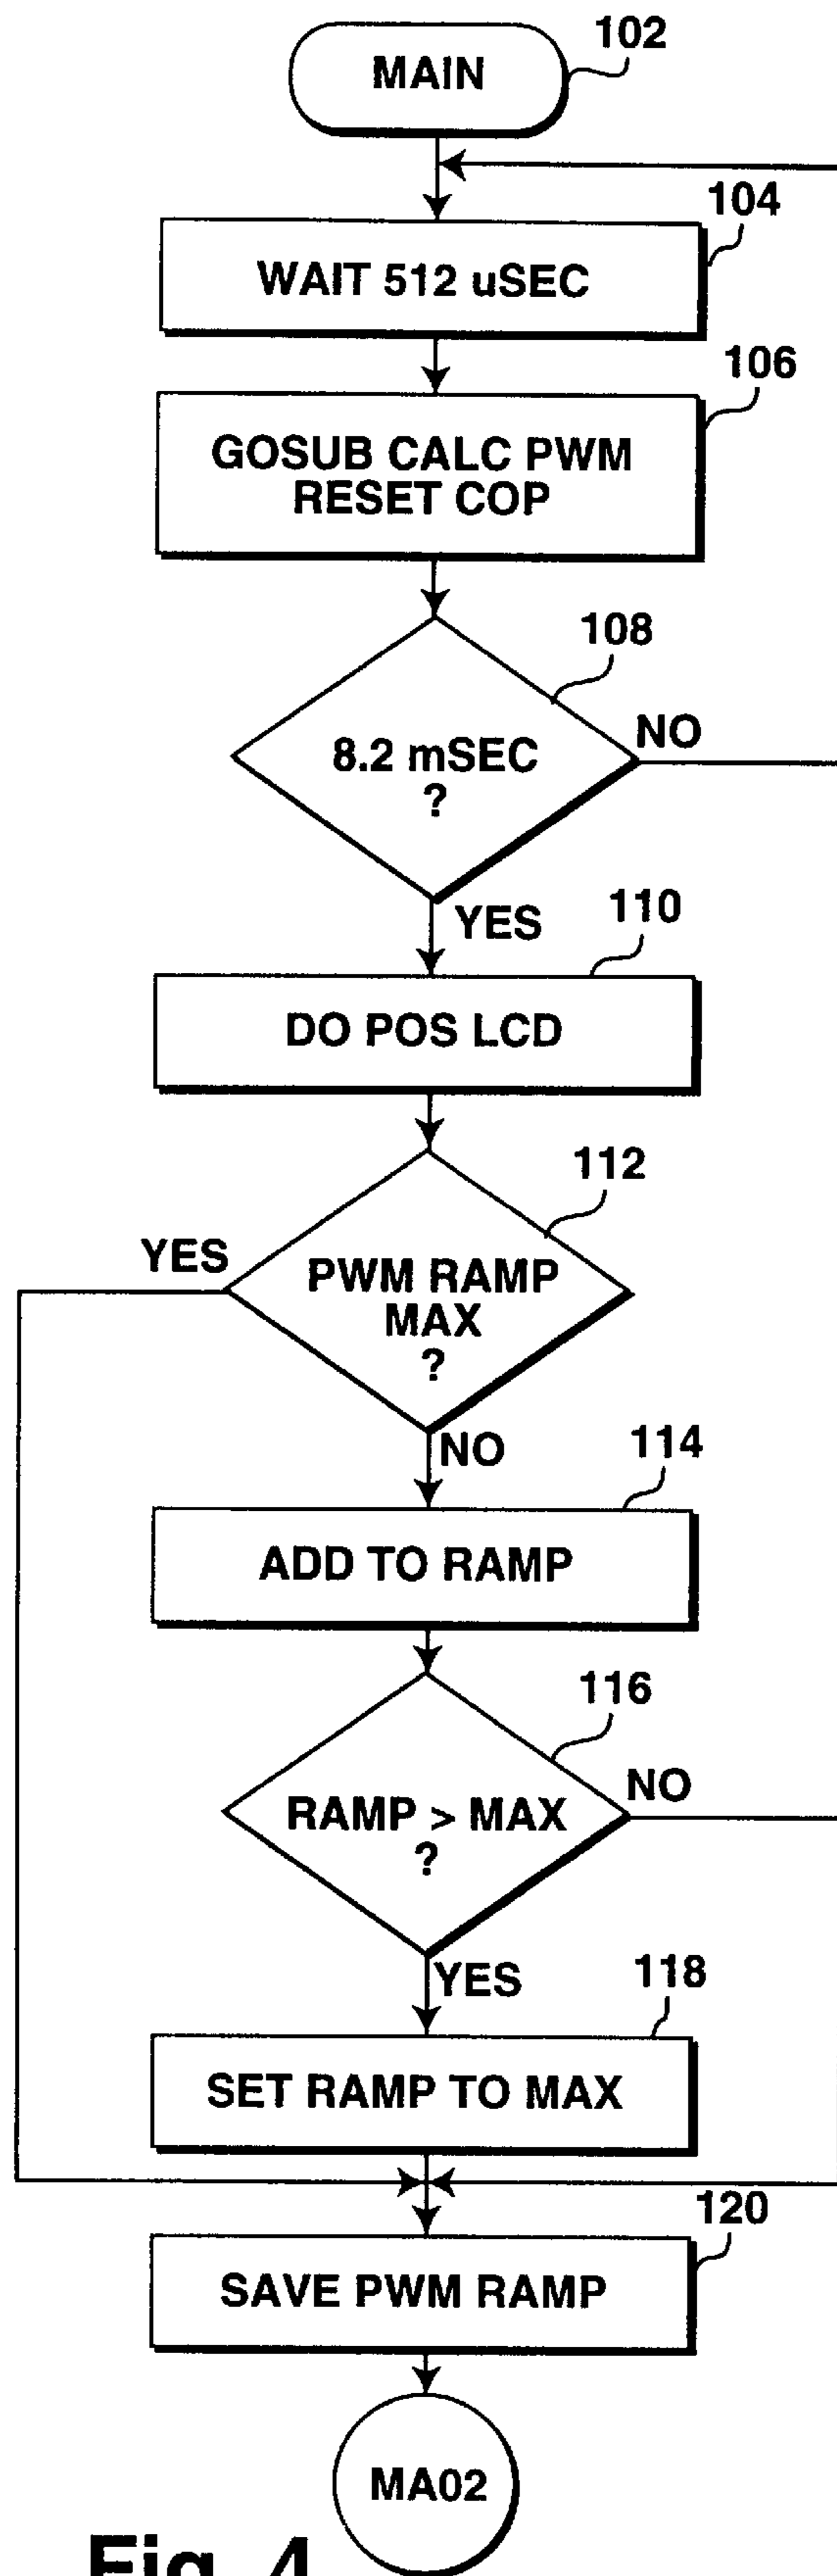 102
MAIN
104
WAIT 512 uSEC
106
GOSUB CALC PWM
RESET COP
108
8.2 mSEC
?
NO
YES
110
DO POS LCD
112
YES
PWM RAMP
MAX
?
NO
114
ADD TO RAMP
116
RAMP > MAX
?
NO
YES
118
SET RAMP TO MAX
120
SAVE PWM RAMP
MA02
Fig. 4